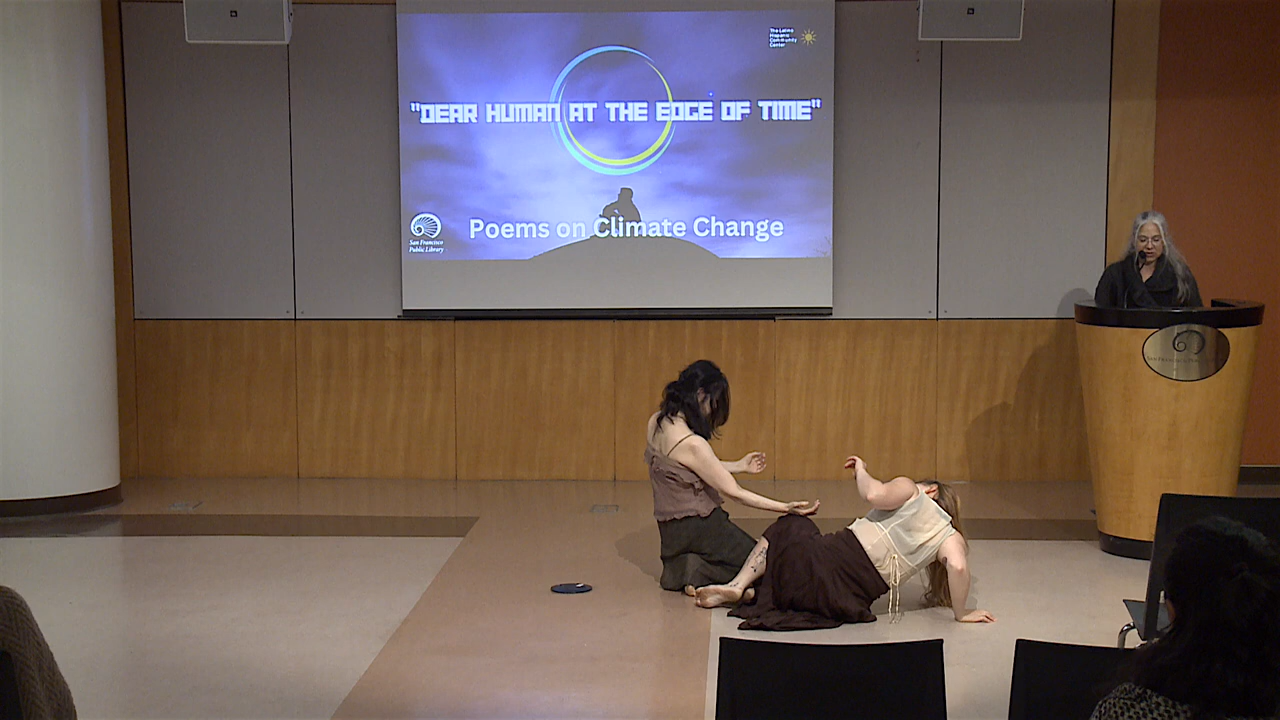 The Latino
Hispanic
Community
Center
"DEAR HUMAN AT THE EDGE OF TIME"
Poems on Climate Change
San Francisco
Public Library